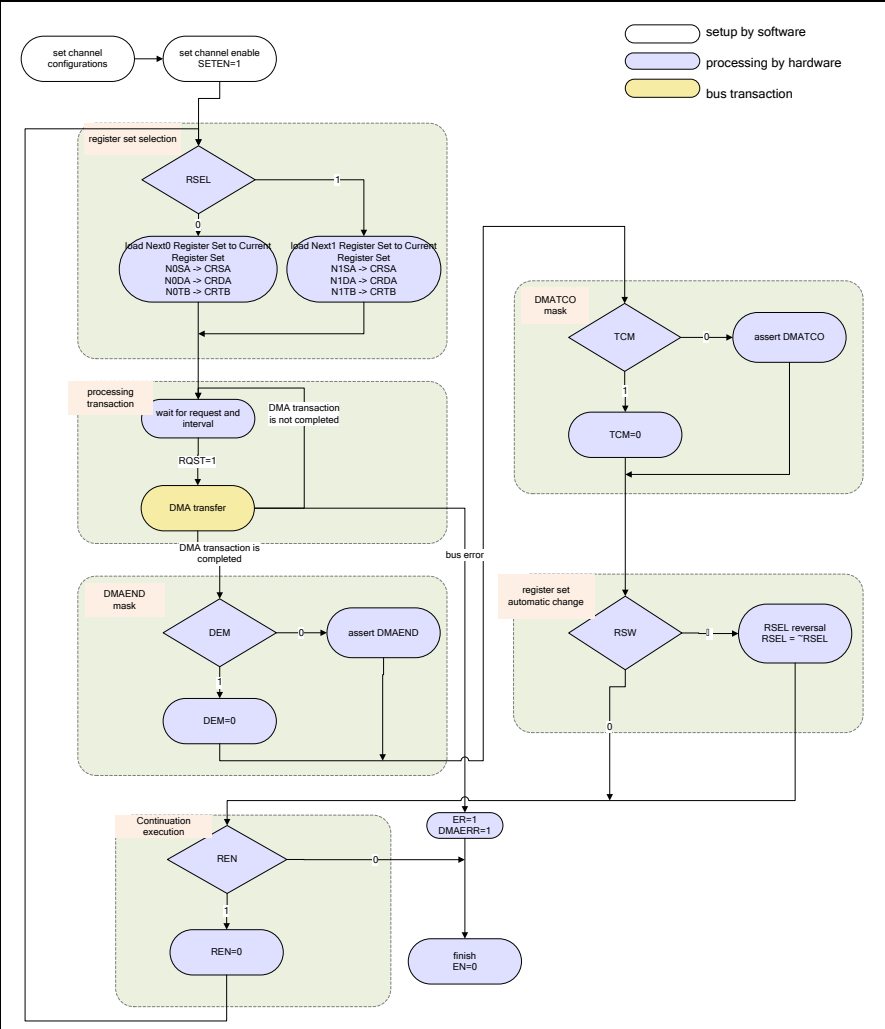 set channel
configurations
set channel enable
SETEN=1
setup by software
processing by hardware
bus transaction
register set selection
RSEL
1
0
load Next0 Register Set to Current
Register Set
N0SA -> CRSA
N0DA -> CRDA
N0TB -> CRTB
load Next1 Register Set to Current
Register Set
N1SA -> CRSA
N1DA -> CRDA
N1TB -> CRTB
processing
transaction
wait for request and
interval
DMA transaction
is not completed
RQST=1
DMA transfer
DMA transaction is
completed
bus error
DMAEND
mask
DEM
0
assert DMAEND
1
DEM=0
DMATCO
mask
TCM
0
assert DMATCO
1
TCM=0
register set
automatic change
RSW
RSEL reversal
RSEL = ~RSEL
0
Continuation
execution
REN
0
1
REN=0
ER=1
DMAERR=1
finish
EN=0